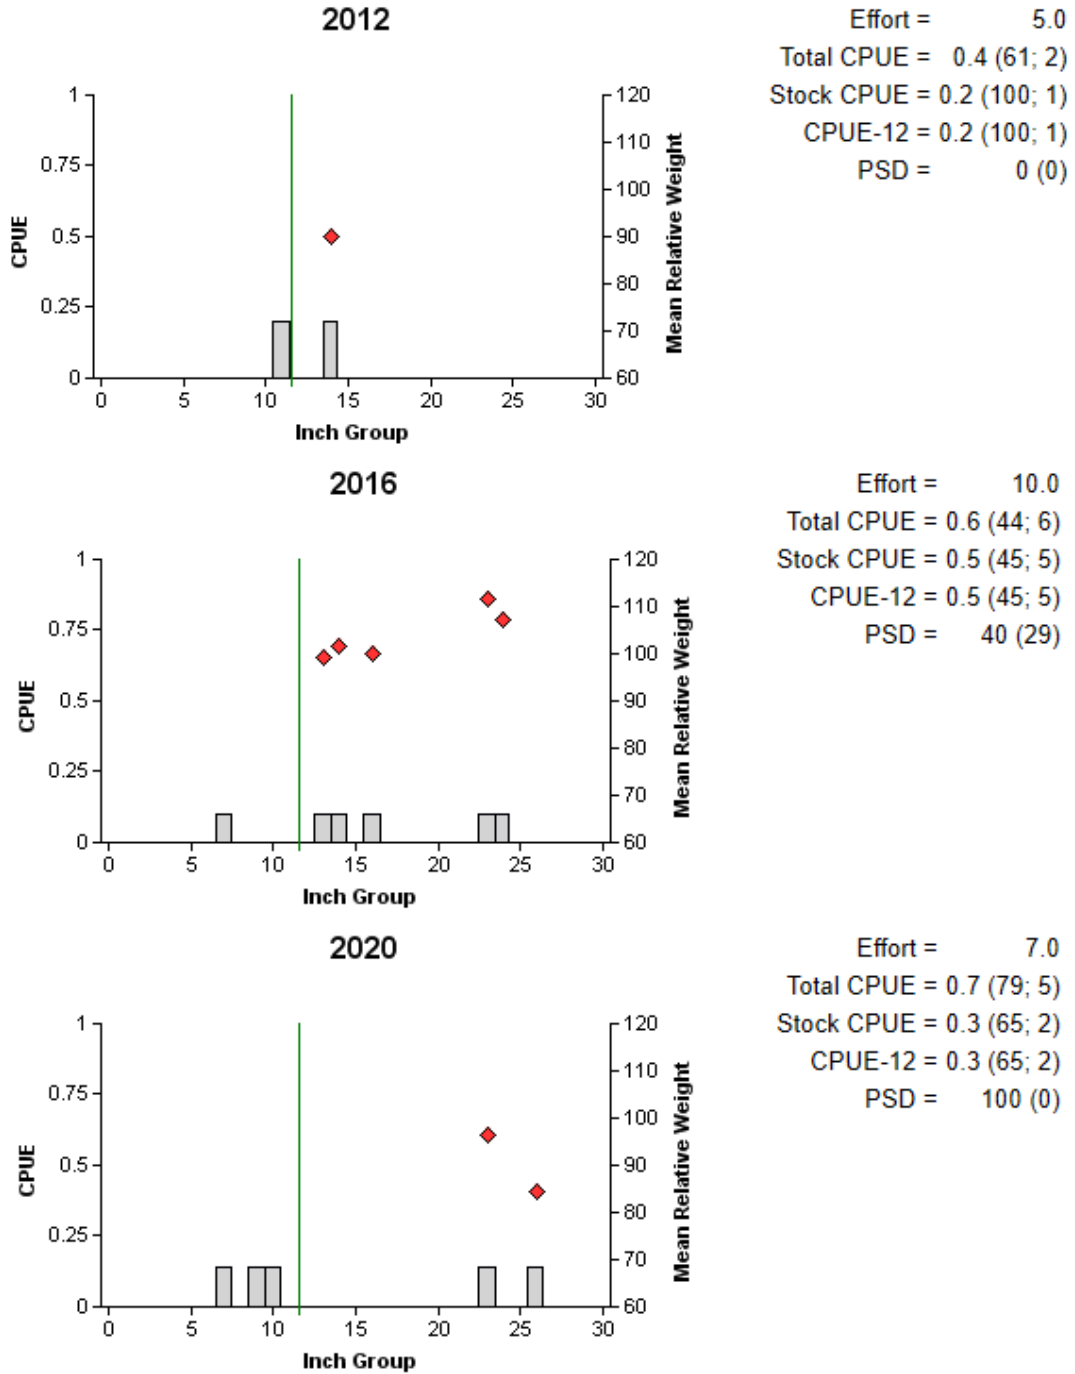 2012
Effort = 5.0
Total CPUE = 0.4 (61; 2)
Stock CPUE = 0.2 (100; 1)
CPUE-12 = 0.2 (100; 1)
PSD = 0 (0)
1
0.75
0.5
0.25
0
CPUE
120
110
100
90
80
70
60
Mean Relative Weight
0 5 10 15 20 25 30
Inch Group
2016
Effort = 10.0
Total CPUE = 0.6 (44; 6)
Stock CPUE = 0.5 (45; 5)
CPUE-12 = 0.5 (45; 5)
PSD = 40 (29)
1
0.75
0.5
0.25
0
CPUE
120
110
100
90
80
70
60
Mean Relative Weight
0 5 10 15 20 25 30
Inch Group
2020
Effort = 7.0
Total CPUE = 0.7 (79; 5)
Stock CPUE = 0.3 (65; 2)
CPUE-12 = 0.3 (65; 2)
PSD = 100 (0)
1
0.75
0.5
0.25
0
CPUE
120
110
100
90
80
70
60
Mean Relative Weight
0 5 10 15 20 25 30
Inch Group